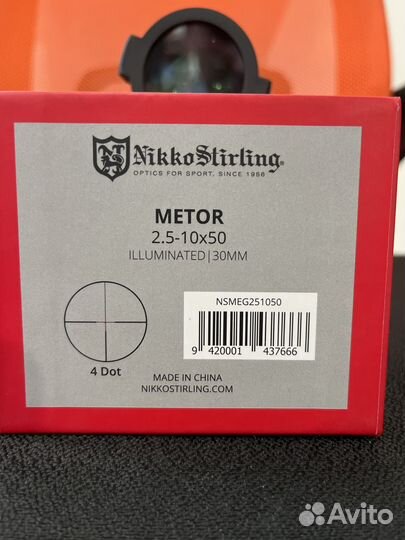 NikkoStirling®
OPTICS FOR SPORT, SINCE 1956
METOR
2.5-10x50
ILLUMINATED|30MM
NSMEG251050
9 420001 437666
4 Dot
MADE IN CHINA
NIKKOSTIRLING.COM
Avito